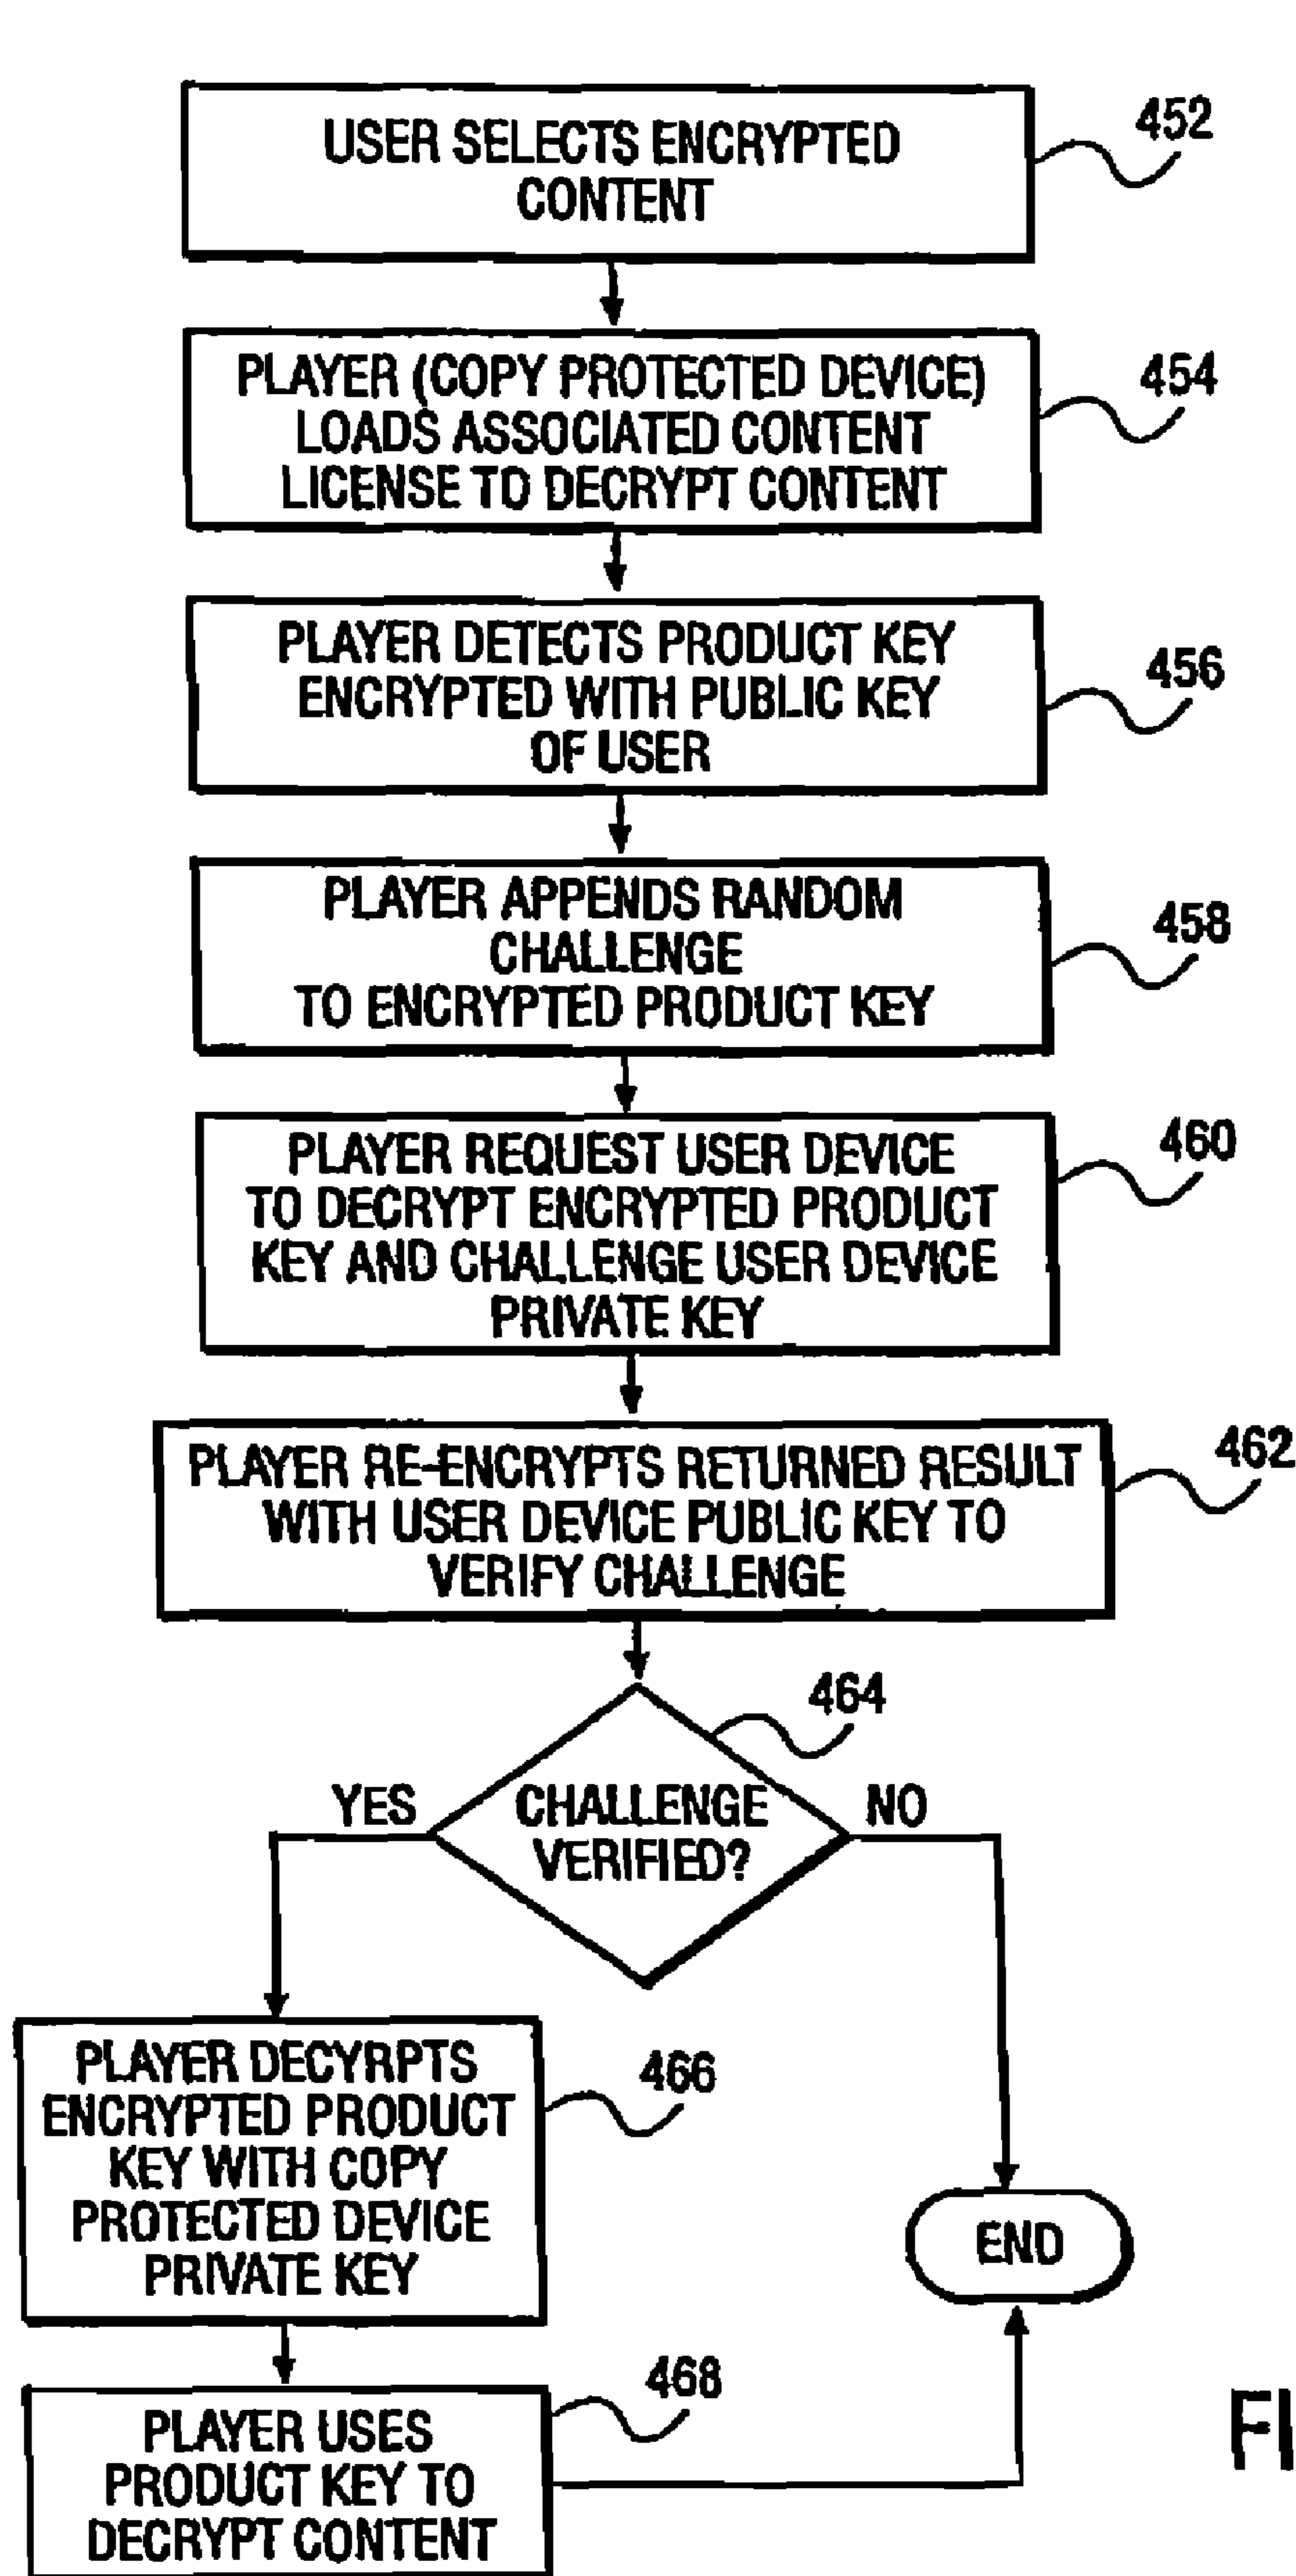 USER SELECTS ENCRYPTED
CONTENT
452
PLAYER (COPY PROTECTED DEVICE)
LOADS ASSOCIATED CONTENT
LICENSE TO DECRYPT CONTENT
454
PLAYER DETECTS PRODUCT KEY
ENCRYPTED WITH PUBLIC KEY
OF USER
456
PLAYER APPENDS RANDOM
CHALLENGE
TO ENCRYPTED PRODUCT KEY
458
PLAYER REQUEST USER DEVICE
TO DECRYPT ENCRYPTED PRODUCT
KEY AND CHALLENGE USER DEVICE
PRIVATE KEY
460
PLAYER RE-ENCRYPTS RETURNED RESULT
WITH USER DEVICE PUBLIC KEY TO
VERIFY CHALLENGE
462
464
YES
CHALLENGE
VERIFIED?
NO
PLAYER DECYRPTS
ENCRYPTED PRODUCT
KEY WITH COPY
PROTECTED DEVICE
PRIVATE KEY
466
END
468
PLAYER USES
PRODUCT KEY TO
DECRYPT CONTENT
FI